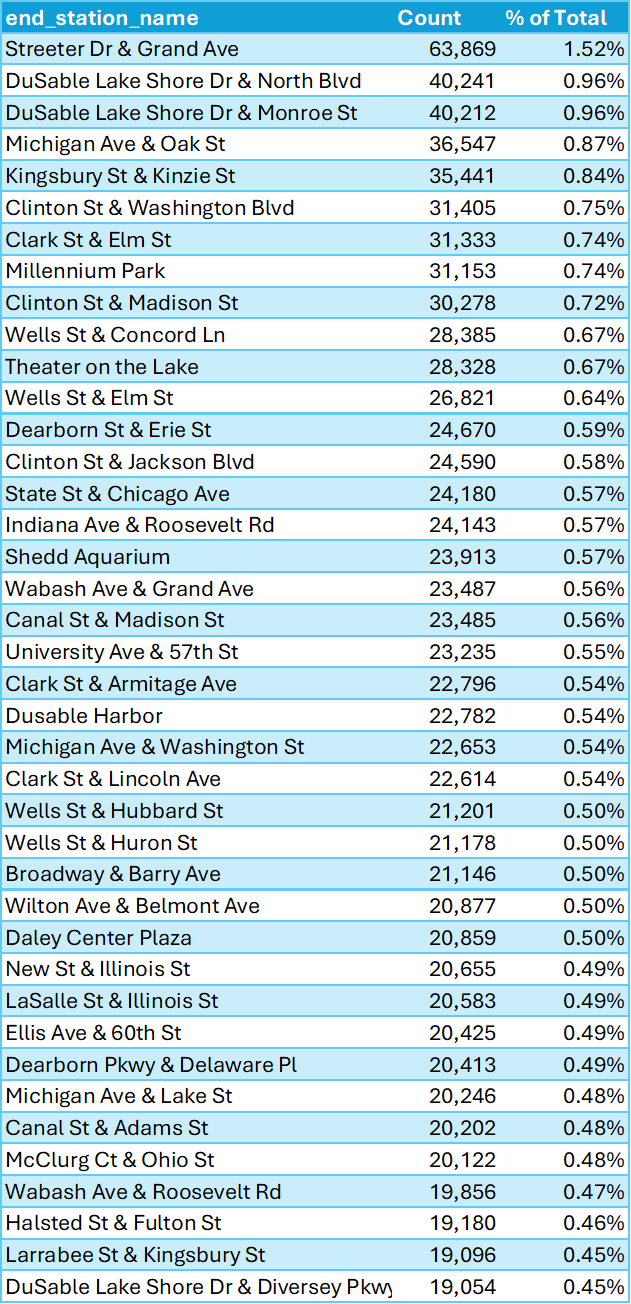 end_station_name Count % of Total
Streeter Dr & Grand Ave 63,869 1.52%
DuSable Lake Shore Dr & North Blvd 40,241 0.96%
DuSable Lake Shore Dr & Monroe St 40,212 0.96%
Michigan Ave & Oak St 36,547 0.87%
Kingsbury St & Kinzie St 35,441 0.84%
Clinton St & Washington Blvd 31,405 0.75%
Clark St & Elm St 31,333 0.74%
Millennium Park 31,153 0.74%
Clinton St & Madison St 30,278 0.72%
Wells St & Concord Ln 28,385 0.67%
Theater on the Lake 28,328 0.67%
Wells St & Elm St 26,821 0.64%
Dearborn St & Erie St 24,670 0.59%
Clinton St & Jackson Blvd 24,590 0.58%
State St & Chicago Ave 24,180 0.57%
Indiana Ave & Roosevelt Rd 24,143 0.57%
Shedd Aquarium 23,913 0.57%
Wabash Ave & Grand Ave 23,487 0.56%
Canal St & Madison St 23,485 0.56%
University Ave & 57th St 23,235 0.55%
Clark St & Armitage Ave 22,796 0.54%
Dusable Harbor 22,782 0.54%
Michigan Ave & Washington St 22,653 0.54%
Clark St & Lincoln Ave 22,614 0.54%
Wells St & Hubbard St 21,201 0.50%
Wells St & Huron St 21,178 0.50%
Broadway & Barry Ave 21,146 0.50%
Wilton Ave & Belmont Ave 20,877 0.50%
Daley Center Plaza 20,859 0.50%
New St & Illinois St 20,655 0.49%
LaSalle St & Illinois St 20,583 0.49%
Ellis Ave & 60th St 20,425 0.49%
Dearborn Pkwy & Delaware Pl 20,413 0.49%
Michigan Ave & Lake St 20,246 0.48%
Canal St & Adams St 20,202 0.48%
McClurg Ct & Ohio St 20,122 0.48%
Wabash Ave & Roosevelt Rd 19,856 0.47%
Halsted St & Fulton St 19,180 0.46%
Larrabee St & Kingsbury St 19,096 0.45%
DuSable Lake Shore Dr & Diversey Pkwy 19,054 0.45%